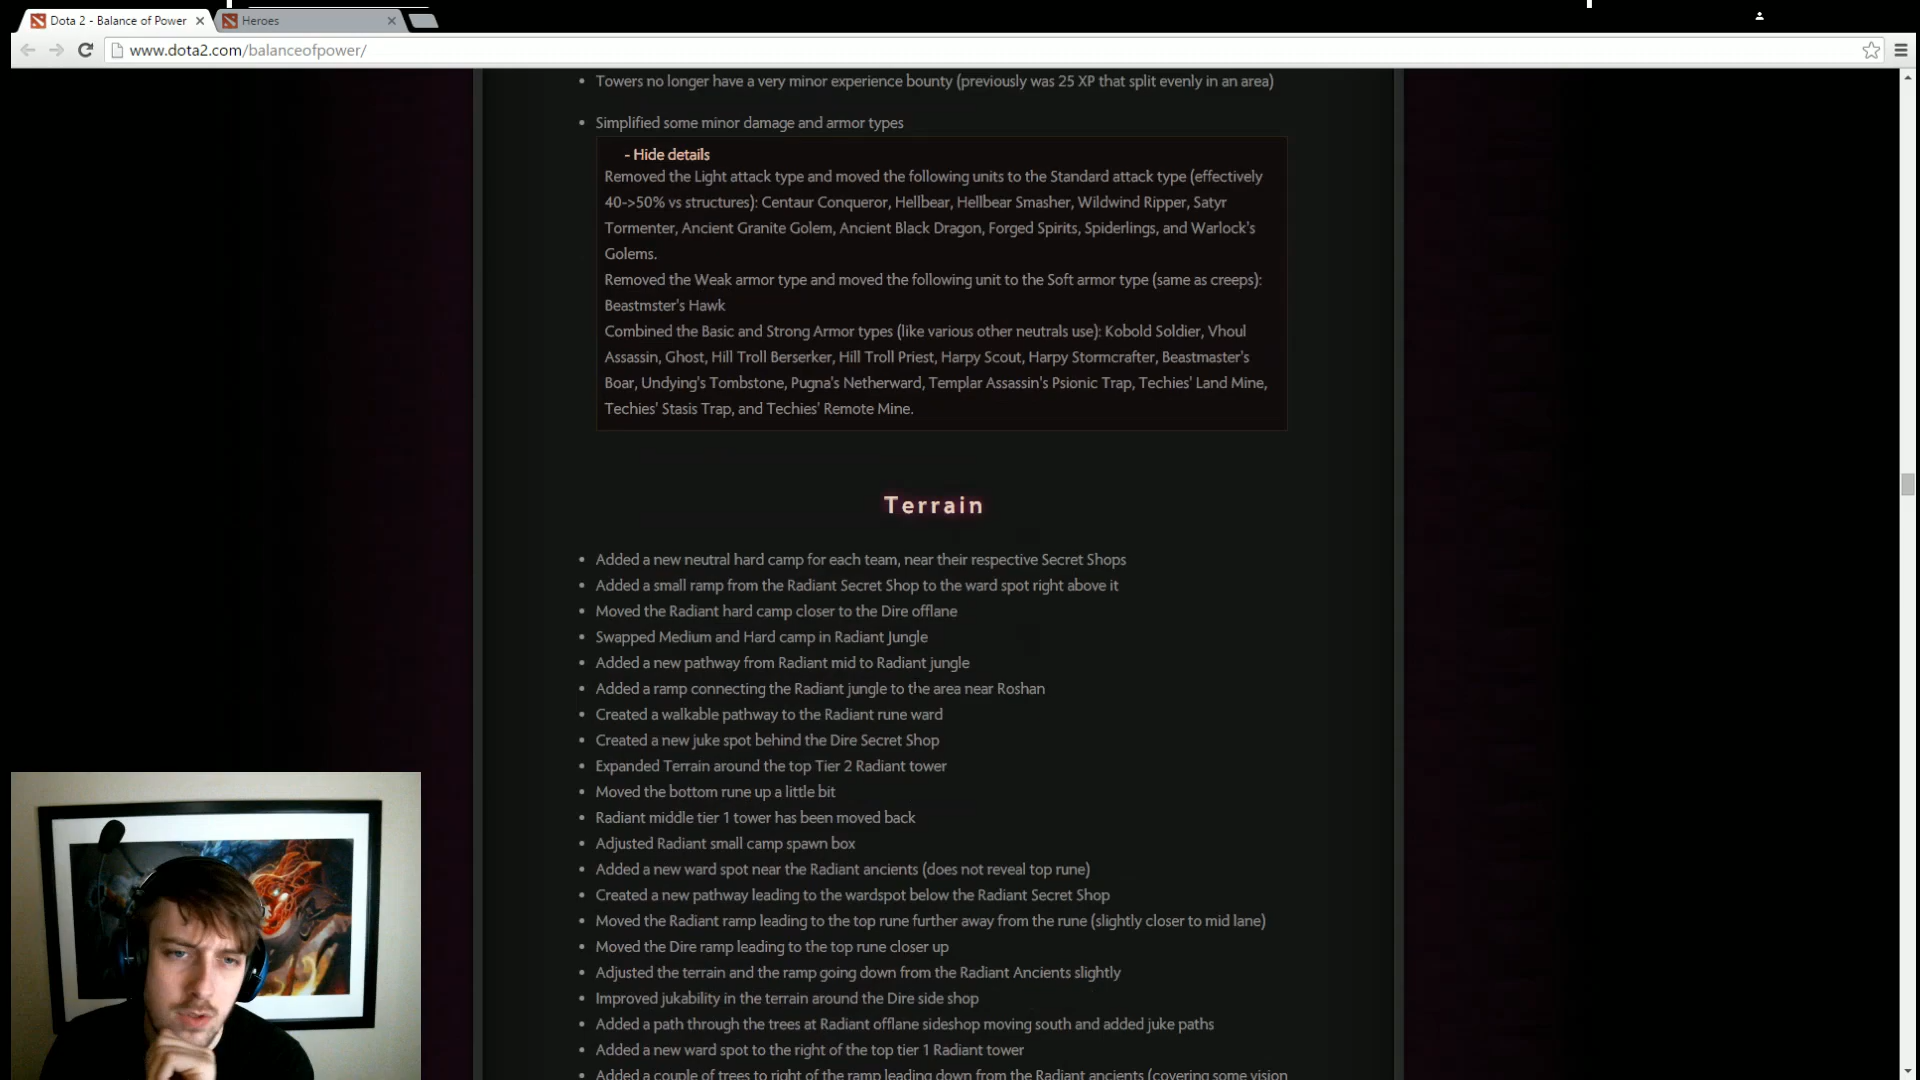 Dota 2 - Balance of Power
Heroes
www.dota2.com/balanceofpower/
• Towers no longer have a very minor experience bounty (previously was 25 XP that split evenly in an area)
• Simplified some minor damage and armor types
- Hide details
Removed the Light attack type and moved the following units to the Standard attack type (effectively
40->50% vs structures): Centaur Conqueror, Hellbear, Hellbear Smasher, Wildwind Ripper, Satyr
Tormenter, Ancient Granite Golem, Ancient Black Dragon, Forged Spirits, Spiderlings, and Warlock's
Golems.
Removed the Weak armor type and moved the following unit to the Soft armor type (same as creeps):
Beastmster's Hawk
Combined the Basic and Strong Armor types (like various other neutrals use): Kobold Soldier, Vhoul
Assassin, Ghost, Hill Troll Berserker, Hill Troll Priest, Harpy Scout, Harpy Stormcrafter, Beastmaster's
Boar, Undying's Tombstone, Pugna's Netherward, Templar Assassin's Psionic Trap, Techies' Land Mine,
Techies' Stasis Trap, and Techies' Remote Mine.
Terrain
• Added a new neutral hard camp for each team, near their respective Secret Shops
• Added a small ramp from the Radiant Secret Shop to the ward spot right above it
• Moved the Radiant hard camp closer to the Dire offlane
• Swapped Medium and Hard camp in Radiant Jungle
• Added a new pathway from Radiant mid to Radiant jungle
• Added a ramp connecting the Radiant jungle to the area near Roshan
• Created a walkable pathway to the Radiant rune ward
• Created a new juke spot behind the Dire Secret Shop
• Expanded Terrain around the top Tier 2 Radiant tower
• Moved the bottom rune up a little bit
• Radiant middle tier 1 tower has been moved back
• Adjusted Radiant small camp spawn box
• Added a new ward spot near the Radiant ancients (does not reveal top rune)
• Created a new pathway leading to the wardspot below the Radiant Secret Shop
• Moved the Radiant ramp leading to the top rune further away from the rune (slightly closer to mid lane)
• Moved the Dire ramp leading to the top rune closer up
• Adjusted the terrain and the ramp going down from the Radiant Ancients slightly
• Improved jukability in the terrain around the Dire side shop
• Added a path through the trees at Radiant offlane sideshop moving south and added juke paths
• Added a new ward spot to the right of the top tier 1 Radiant tower
• Added a couple of trees to right of the ramp leading down from the Radiant ancients (covering some vision